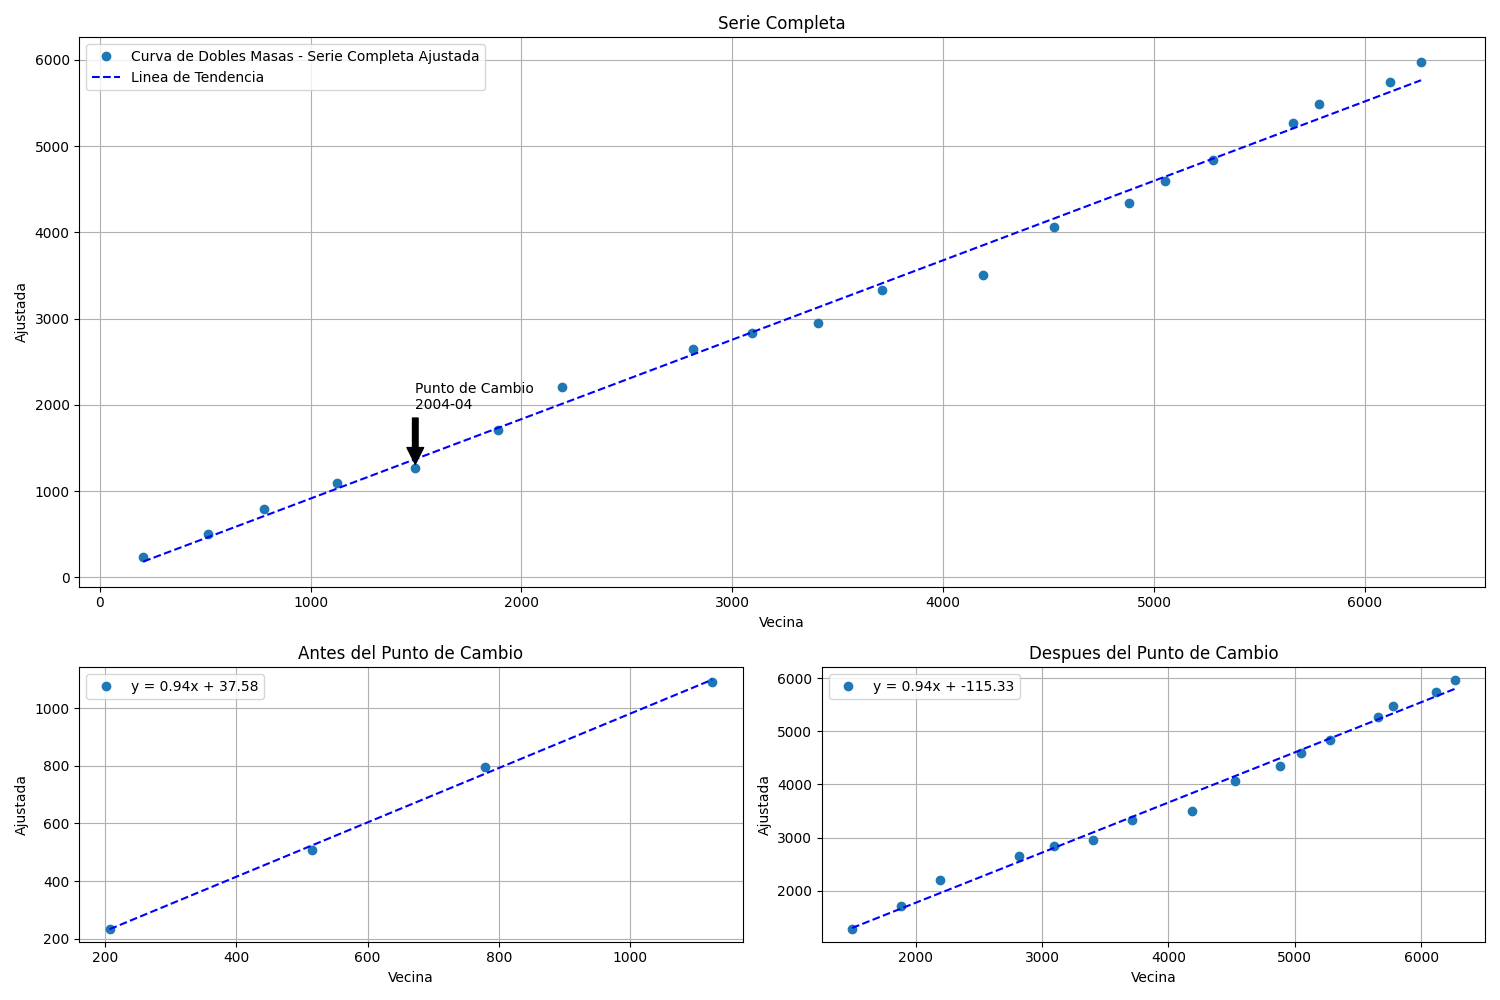 Serie Completa
Curva de Dobles Masas - Serie Completa Ajustada
Linea de Tendencia
6000
5000
4000
3000
2000
1000
0
Ajustada
Punto de Cambio
2004-04
0
1000
2000
3000
4000
5000
6000
Vecina
Antes del Punto de Cambio
y = 0.94x + 37.58
1000
800
600
400
200
Ajustada
200
400
600
800
1000
Vecina
Despues del Punto de Cambio
y = 0.94x + -115.33
6000
5000
4000
3000
2000
Ajustada
2000
3000
4000
5000
6000
Vecina